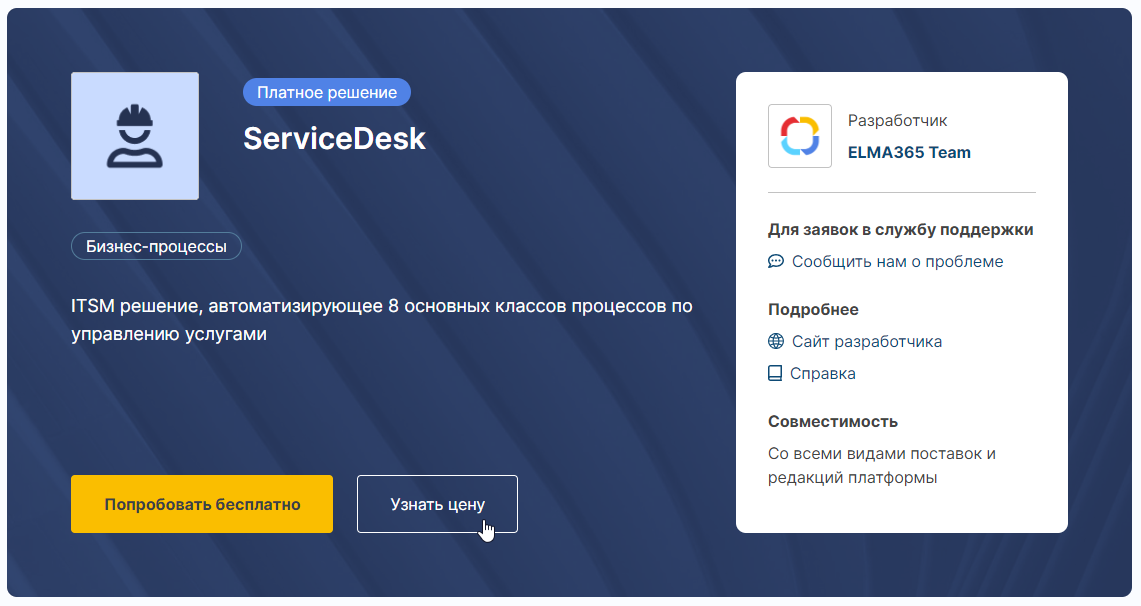 Платное решение
ServiceDesk
Бизнес-процессы
ITSM решение, автоматизирующее 8 основных классов процессов по
управлению услугами
Попробовать бесплатно
Узнать цену
Разработчик
ELMA365 Team
Для заявок в службу поддержки
Сообщить нам о проблеме
Подробнее
Сайт разработчика
Справка
Совместимость
Со всеми видами поставок и
редакций платформы